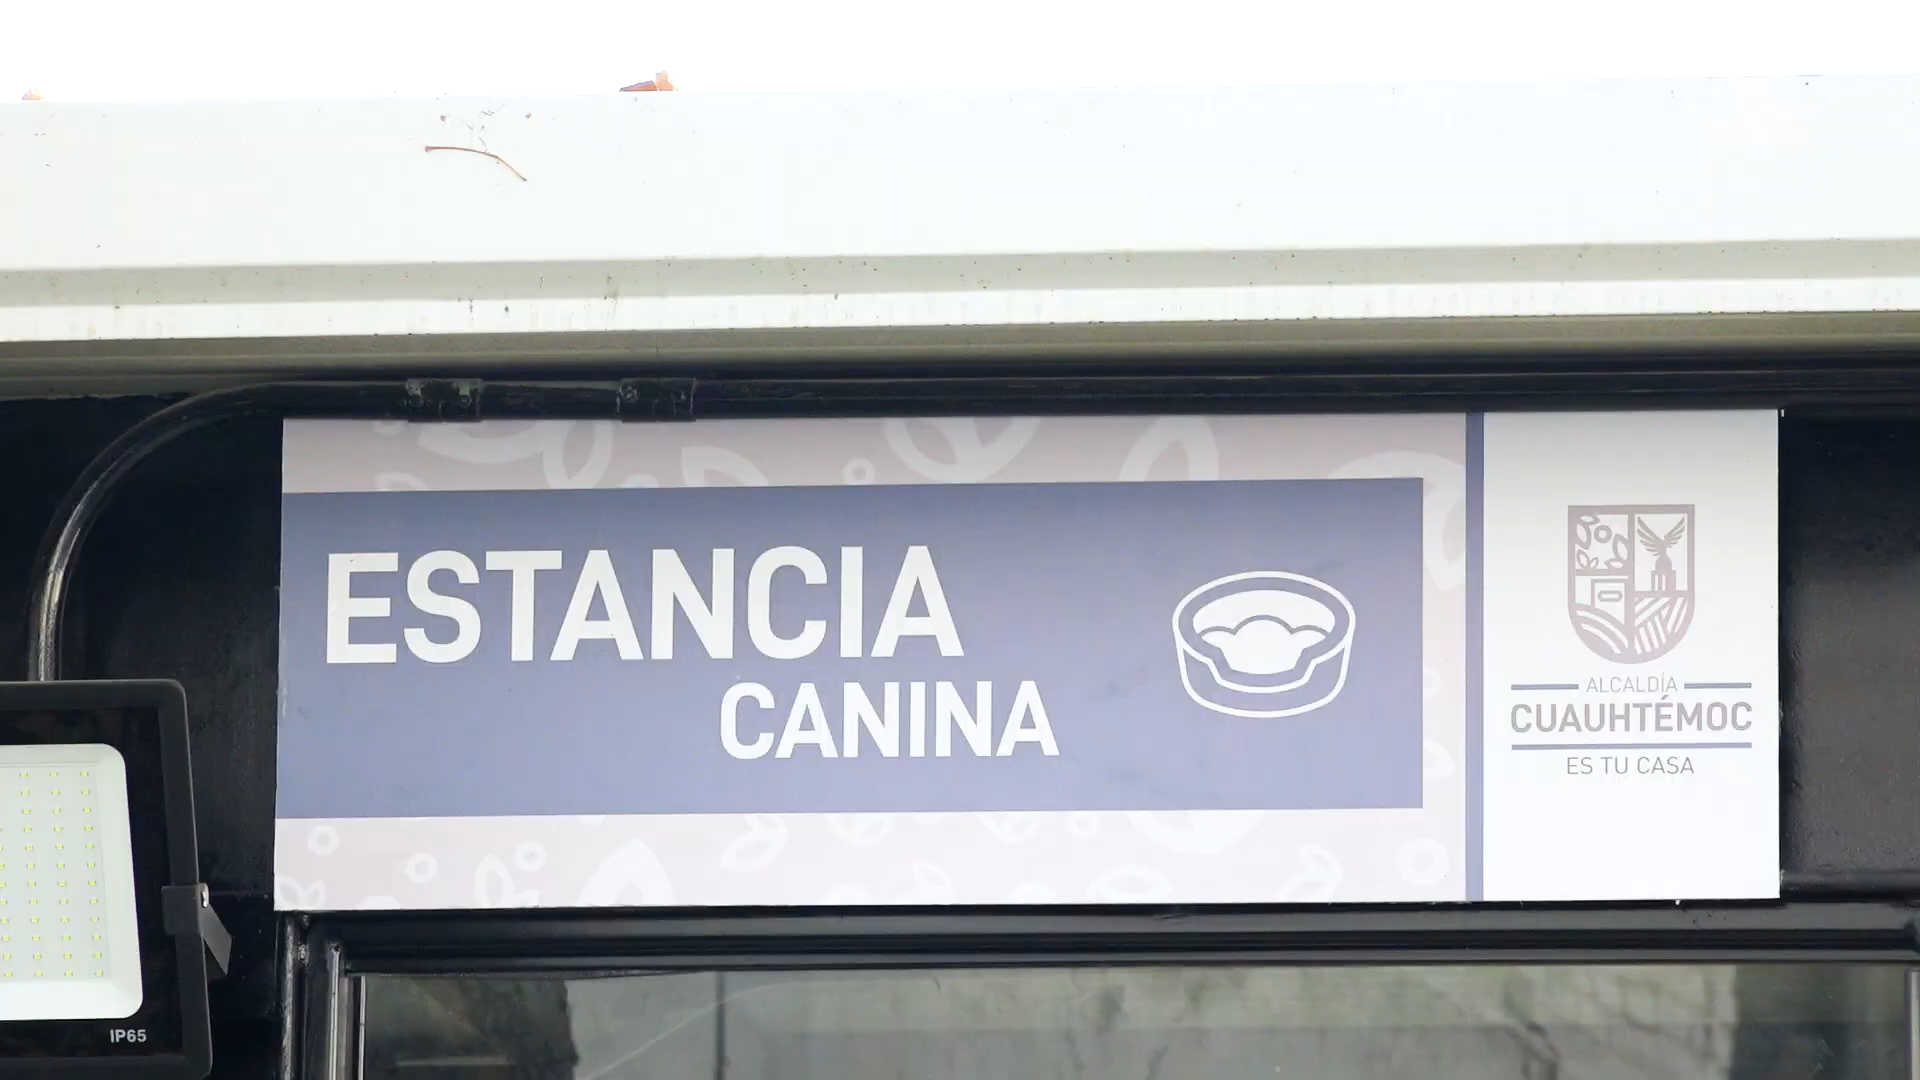 ESTANCIA
CANINA
ALCALDÍA
CUAUHTÉMOC
ES TU CASA
IP65